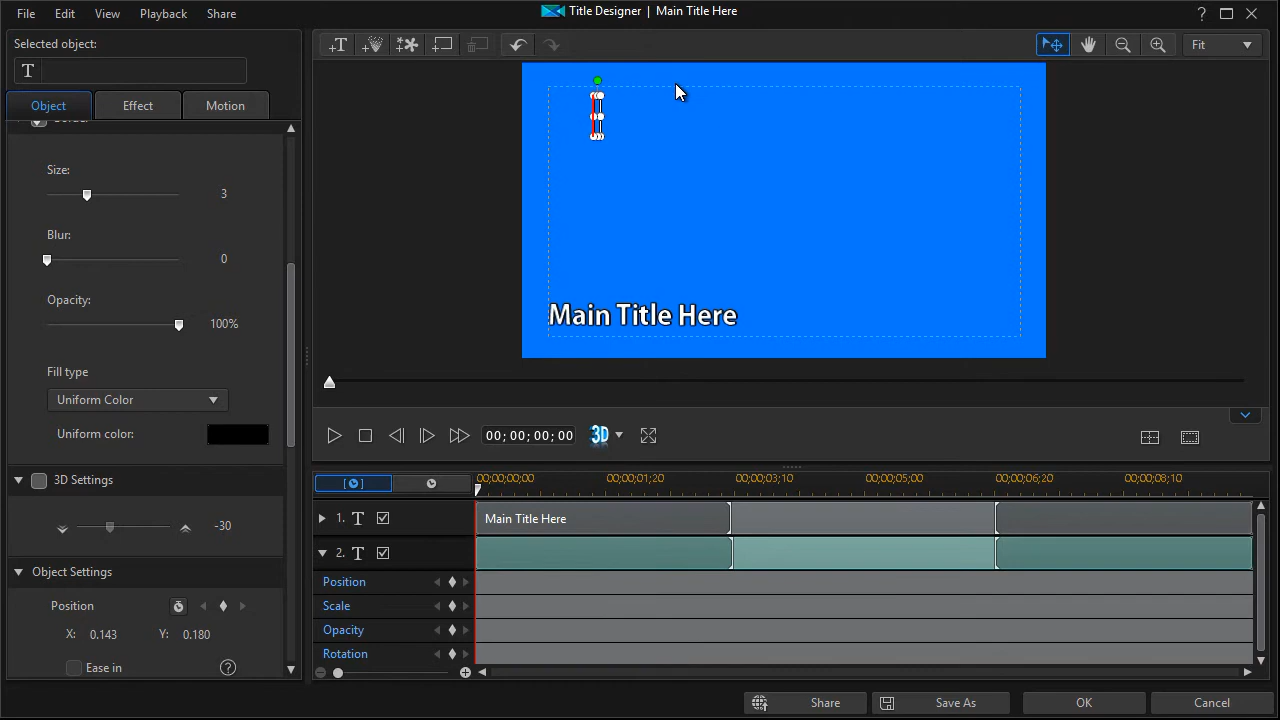 Title Designer | Main Title Here
File Edit View Playback Share
Selected object:
T
Fit
Object Effect Motion
Border
Size: 3
Blur: 0
Opacity: 100%
Fill type
Uniform Color
Uniform color:
3D Settings
-30
Object Settings
Position
X: 0.143 Y: 0.180
Ease in
Main Title Here
00; 00; 00; 00
3D
00;00;00;00 00;00;01;20 00;00;03;10 00;00;05;00 00;00;06;20 00;00;08;10
1. T Main Title Here
2. T
Position
Scale
Opacity
Rotation
Share Save As OK Cancel